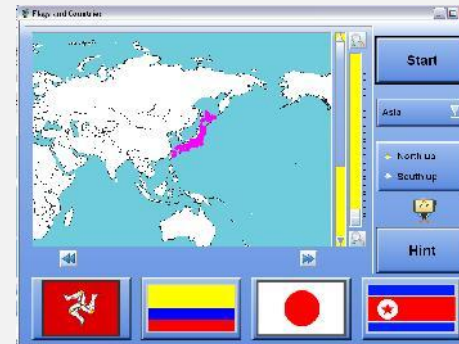 Flags and Countries
Start
Asia
North up
South up
Hint